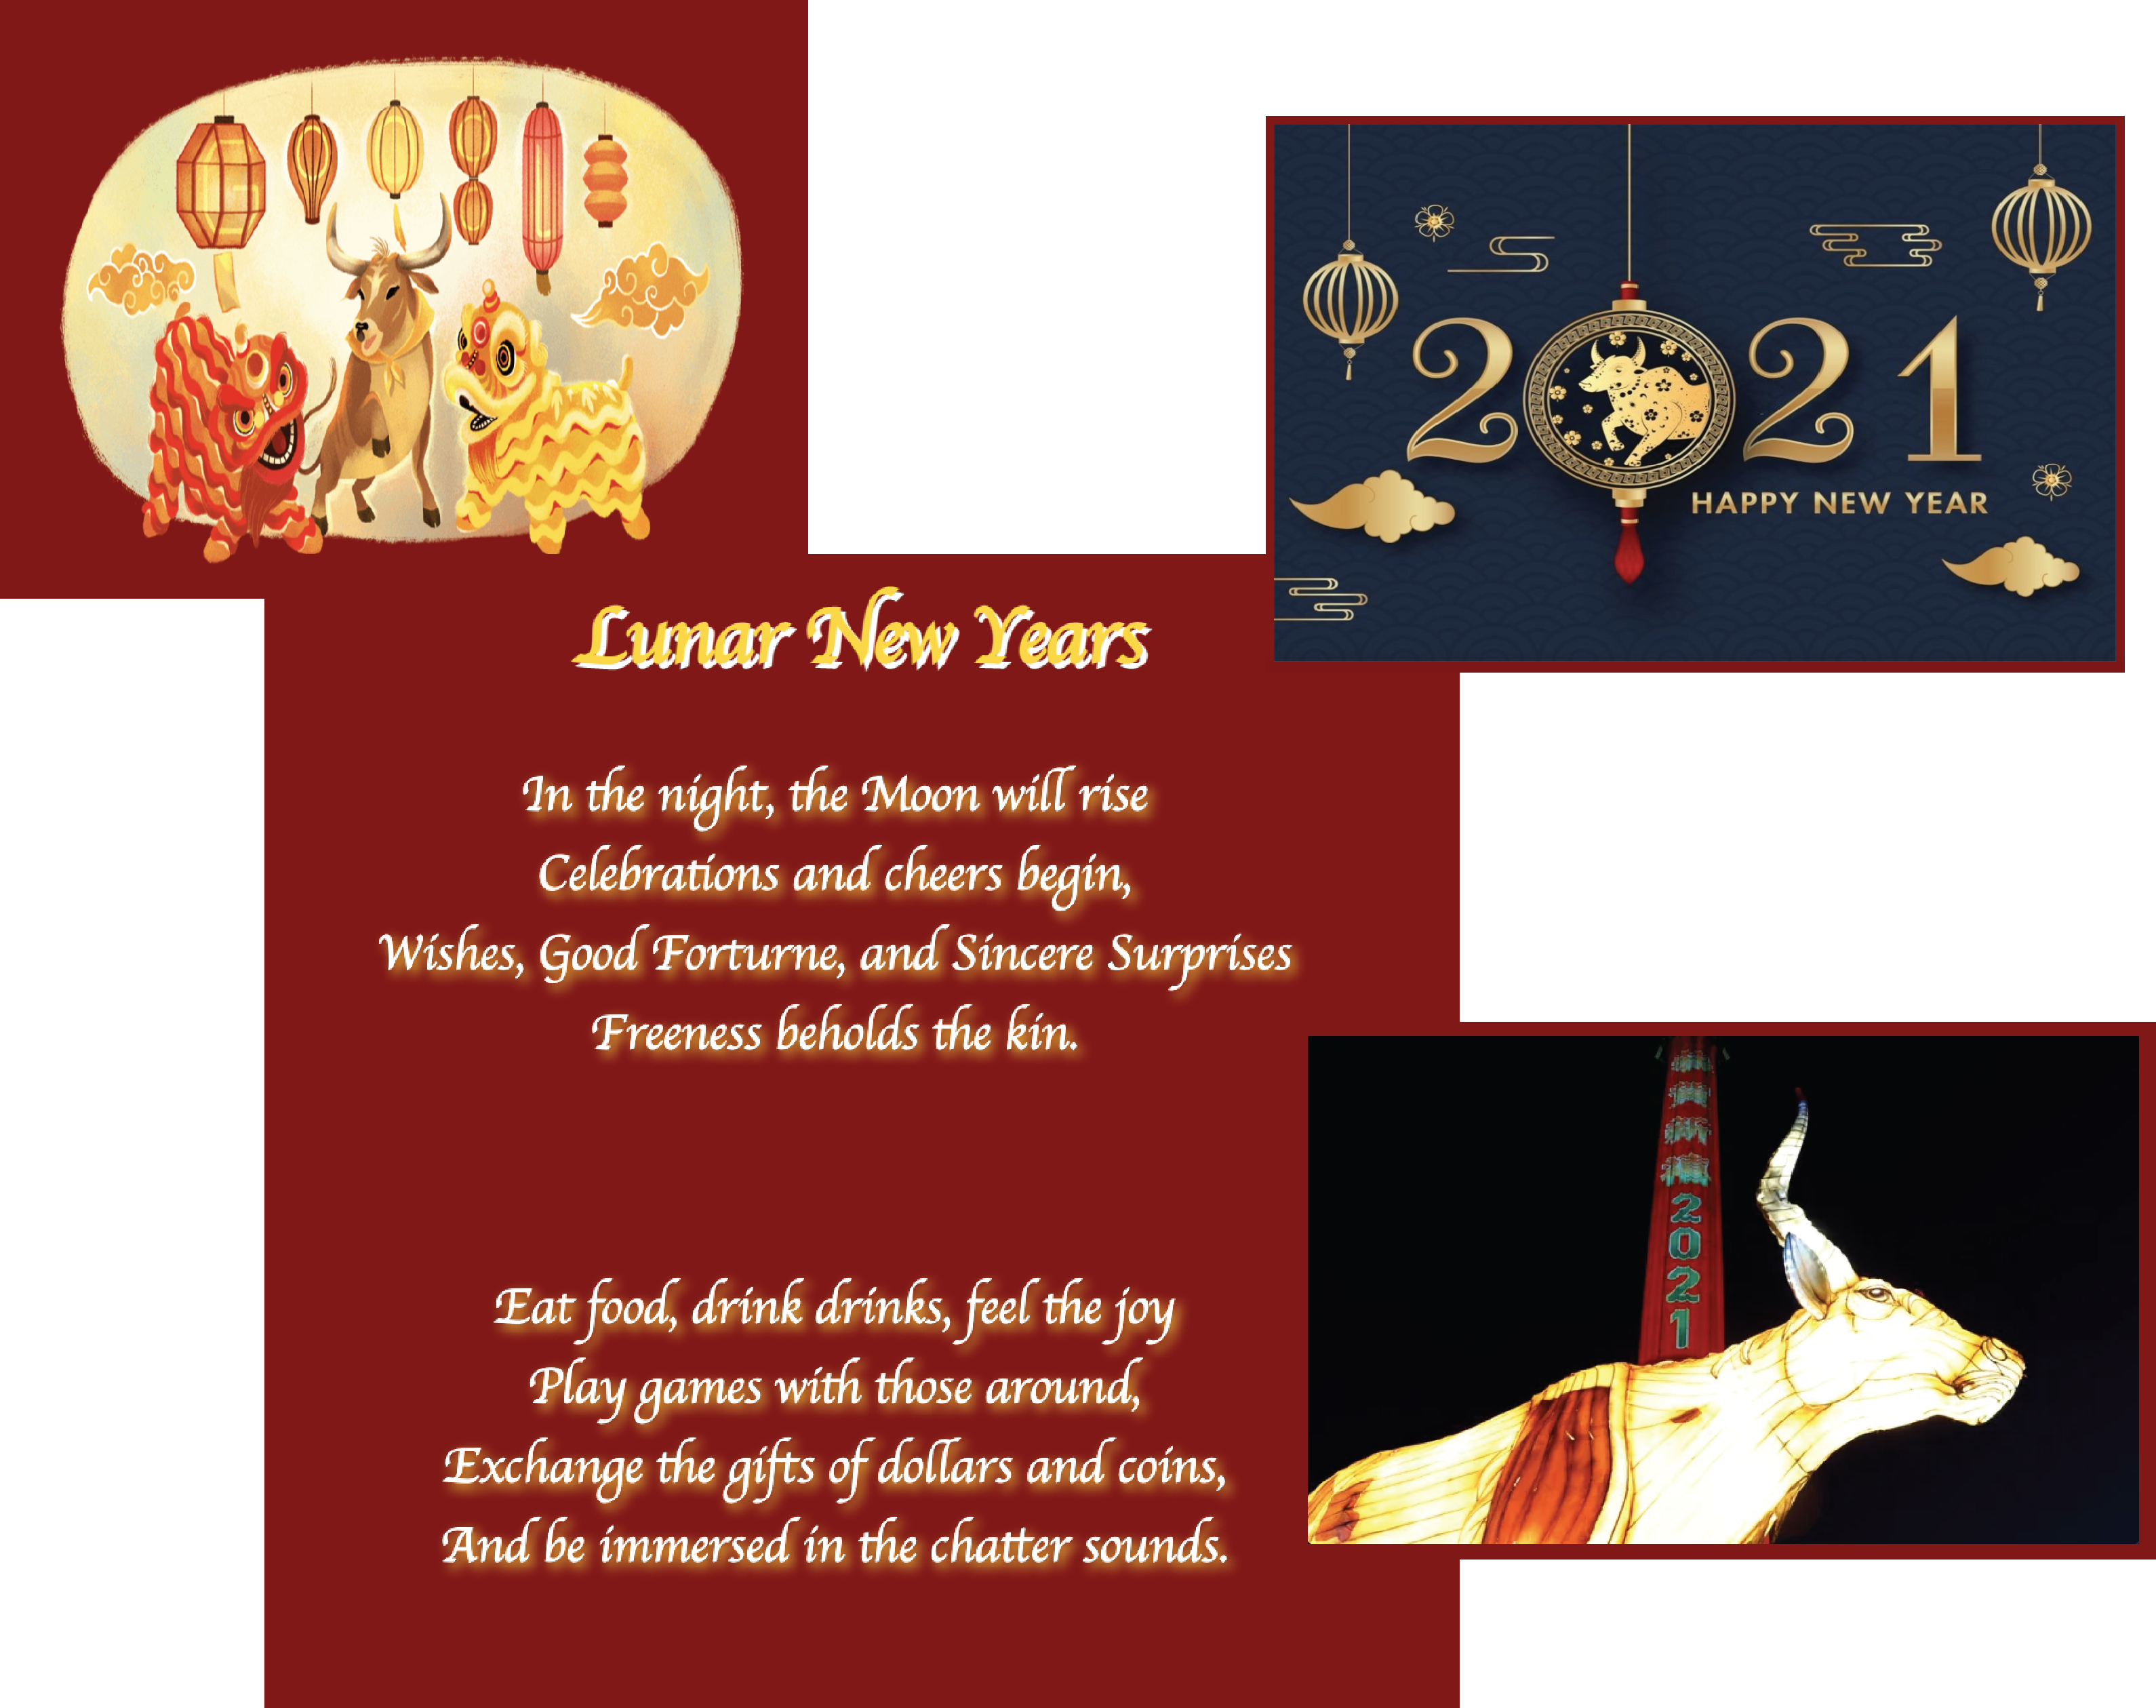 2021
HAPPY NEW YEAR
Lunar New Years
In the night, the Moon will rise
Celebrations and cheers begin,
Wishes, Good Forturne, and Sincere Surprises
Freeness beholds the kin.
2021
Eat food, drink drinks, feel the joy
Play games with those around,
Exchange the gifts of dollars and coins,
And be immersed in the chatter sounds.